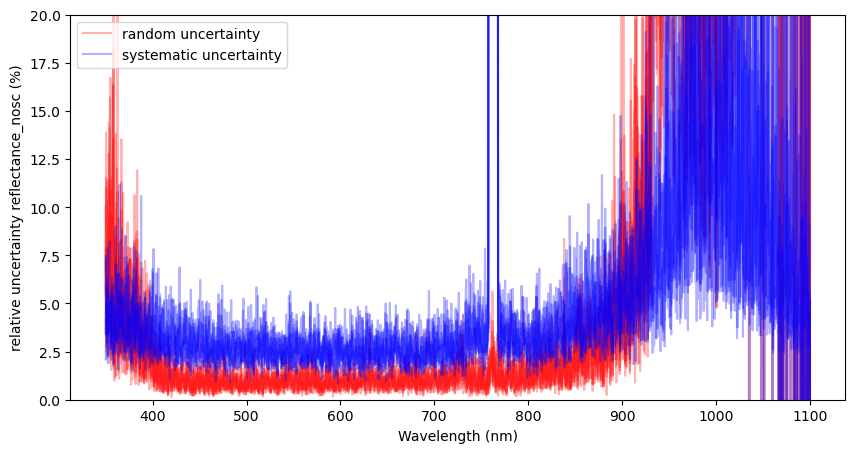 20.0
17.5
15.0
12.5
10.0
7.5
5.0
2.5
0.0
relative uncertainty reflectance_nosc (%)
random uncertainty
systematic uncertainty
400 500 600 700 800 900 1000 1100
Wavelength (nm)